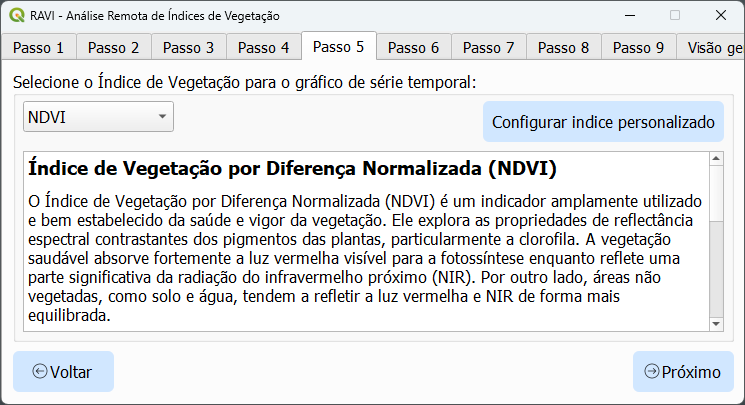 RAVI - Análise Remota de Índices de Vegetação
Passo 1 Passo 2 Passo 3 Passo 4 Passo 5 Passo 6 Passo 7 Passo 8 Passo 9 Visão ge
Selecione o Índice de Vegetação para o gráfico de série temporal:
NDVI Configurar indice personalizado
Índice de Vegetação por Diferença Normalizada (NDVI)
O Índice de Vegetação por Diferença Normalizada (NDVI) é um indicador amplamente utilizado
e bem estabelecido da saúde e vigor da vegetação. Ele explora as propriedades de reflectância
espectral contrastantes dos pigmentos das plantas, particularmente a clorofila. A vegetação
saudável absorve fortemente a luz vermelha visível para a fotossíntese enquanto reflete uma
parte significativa da radiação do infravermelho próximo (NIR). Por outro lado, áreas não
vegetadas, como solo e água, tendem a refletir a luz vermelha e NIR de forma mais
equilibrada.
Voltar Próximo